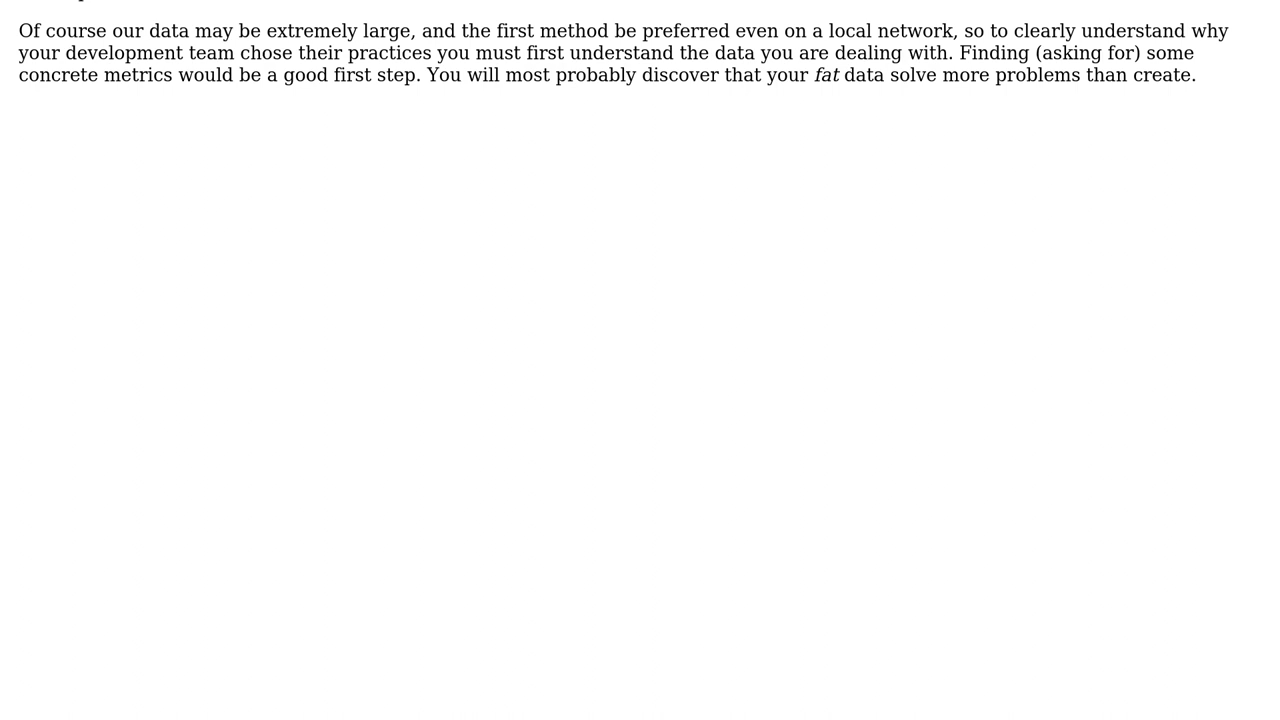 Of course our data may be extremely large, and the first method be preferred even on a local network, so to clearly understand why
your development team chose their practices you must first understand the data you are dealing with. Finding (asking for) some
concrete metrics would be a good first step. You will most probably discover that your fat data solve more problems than create.